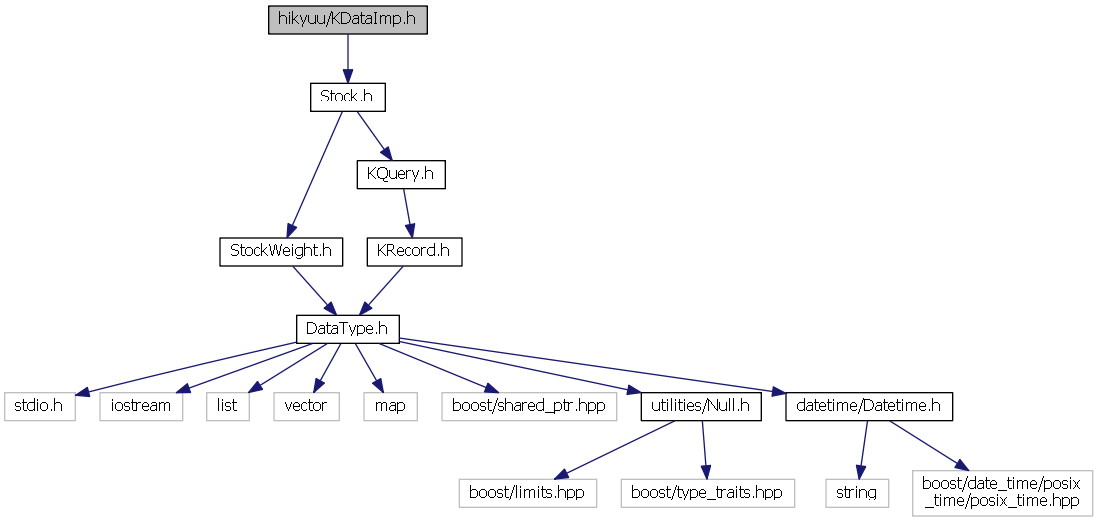 hikyuu/KDataImp.h
Stock.h
KQuery.h
StockWeight.h
KRecord.h
DataType.h
stdio.h
iostream
list
vector
map
boost/shared_ptr.hpp
utilities/Null.h
datetime/Datetime.h
boost/limits.hpp
boost/type_traits.hpp
string
boost/date_time/posix
_time/posix_time.hpp